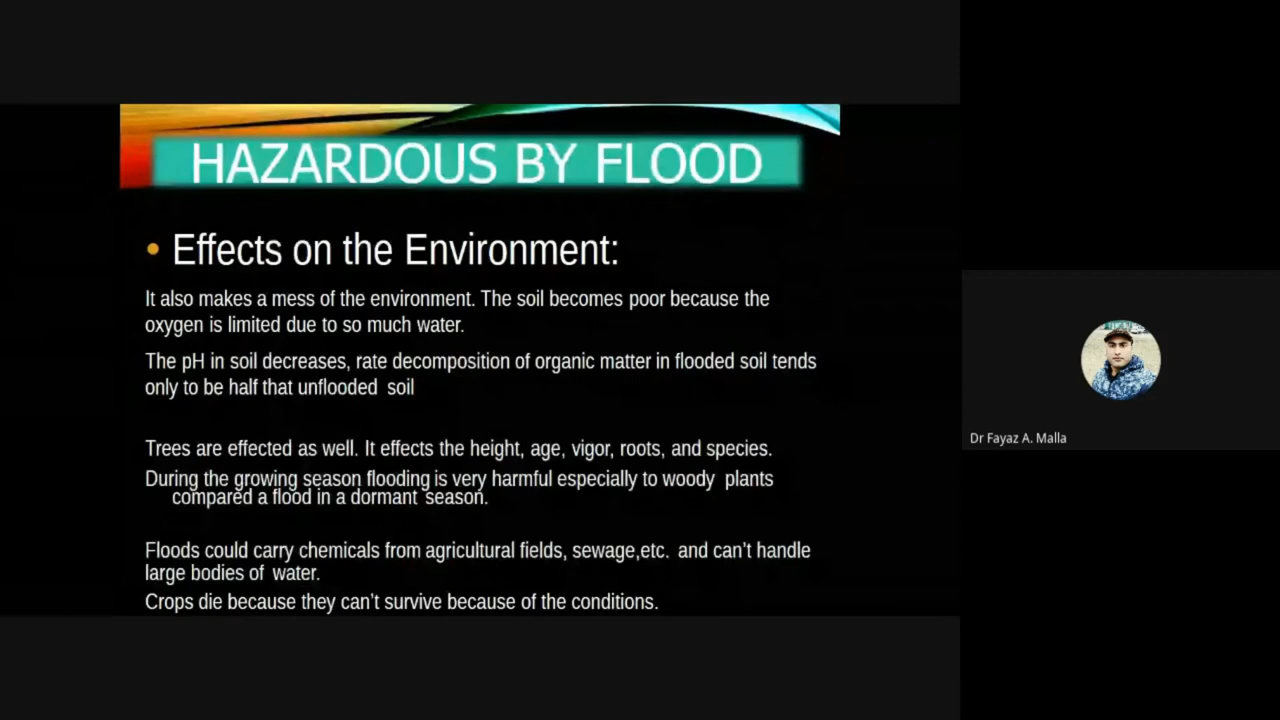 HAZARDOUS BY FLOOD
• Effects on the Environment:
It also makes a mess of the environment. The soil becomes poor because the
oxygen is limited due to so much water.
The pH in soil decreases, rate decomposition of organic matter in flooded soil tends
only to be half that unflooded soil
Trees are effected as well. It effects the height, age, vigor, roots, and species.
During the growing season flooding is very harmful especially to woody plants
compared a flood in a dormant season.
Floods could carry chemicals from agricultural fields, sewage,etc. and can’t handle
large bodies of water.
Crops die because they can’t survive because of the conditions.
Dr Fayaz A. Malla